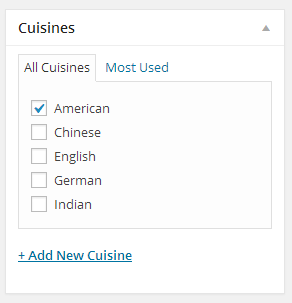 Cuisines
All Cuisines Most Used
American
Chinese
English
German
Indian
+ Add New Cuisine